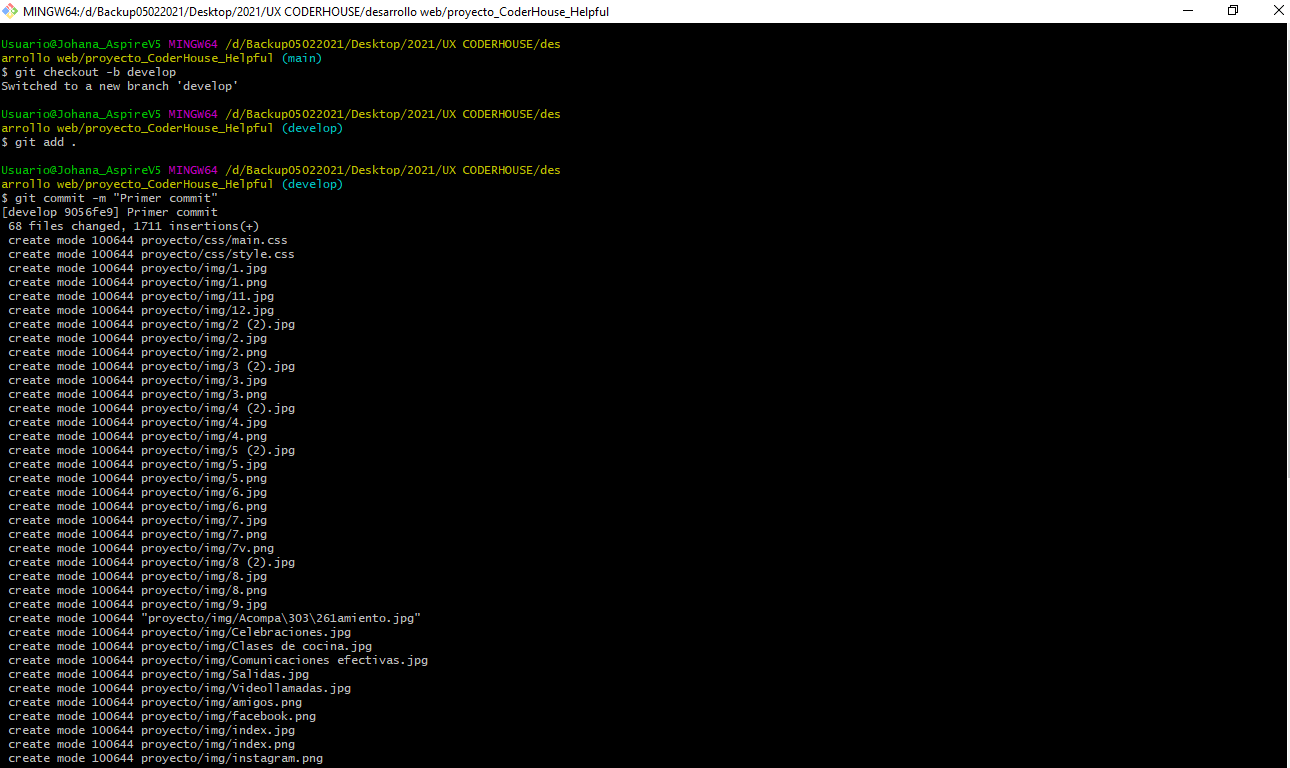 MINGW64:/d/Backup05022021/Desktop/2021/UX CODERHOUSE/desarrollo web/proyecto_CoderHouse_Helpful
Usuario@Johana_AspireV5 MINGW64 /d/Backup05022021/Desktop/2021/UX CODERHOUSE/des
arrollo web/proyecto_CoderHouse_Helpful (main)
$ git checkout -b develop
Switched to a new branch 'develop'
Usuario@Johana_AspireV5 MINGW64 /d/Backup05022021/Desktop/2021/UX CODERHOUSE/des
arrollo web/proyecto_CoderHouse_Helpful (develop)
$ git add .
Usuario@Johana_AspireV5 MINGW64 /d/Backup05022021/Desktop/2021/UX CODERHOUSE/des
arrollo web/proyecto_CoderHouse_Helpful (develop)
$ git commit -m "Primer commit"
[develop 9056fe9] Primer commit
 68 files changed, 1711 insertions(+)
 create mode 100644 proyecto/css/main.css
 create mode 100644 proyecto/css/style.css
 create mode 100644 proyecto/img/1.jpg
 create mode 100644 proyecto/img/1.png
 create mode 100644 proyecto/img/11.jpg
 create mode 100644 proyecto/img/12.jpg
 create mode 100644 proyecto/img/2 (2).jpg
 create mode 100644 proyecto/img/2.jpg
 create mode 100644 proyecto/img/2.png
 create mode 100644 proyecto/img/3 (2).jpg
 create mode 100644 proyecto/img/3.jpg
 create mode 100644 proyecto/img/3.png
 create mode 100644 proyecto/img/4 (2).jpg
 create mode 100644 proyecto/img/4.jpg
 create mode 100644 proyecto/img/4.png
 create mode 100644 proyecto/img/5 (2).jpg
 create mode 100644 proyecto/img/5.jpg
 create mode 100644 proyecto/img/5.png
 create mode 100644 proyecto/img/6.jpg
 create mode 100644 proyecto/img/6.png
 create mode 100644 proyecto/img/7.jpg
 create mode 100644 proyecto/img/7.png
 create mode 100644 proyecto/img/7v.png
 create mode 100644 proyecto/img/8 (2).jpg
 create mode 100644 proyecto/img/8.jpg
 create mode 100644 proyecto/img/8.png
 create mode 100644 proyecto/img/9.jpg
 create mode 100644 "proyecto/img/Acompa\303\261amiento.jpg"
 create mode 100644 proyecto/img/Celebraciones.jpg
 create mode 100644 proyecto/img/Clases de cocina.jpg
 create mode 100644 proyecto/img/Comunicaciones efectivas.jpg
 create mode 100644 proyecto/img/Salidas.jpg
 create mode 100644 proyecto/img/Videollamadas.jpg
 create mode 100644 proyecto/img/amigos.png
 create mode 100644 proyecto/img/facebook.png
 create mode 100644 proyecto/img/index.jpg
 create mode 100644 proyecto/img/index.png
 create mode 100644 proyecto/img/instagram.png